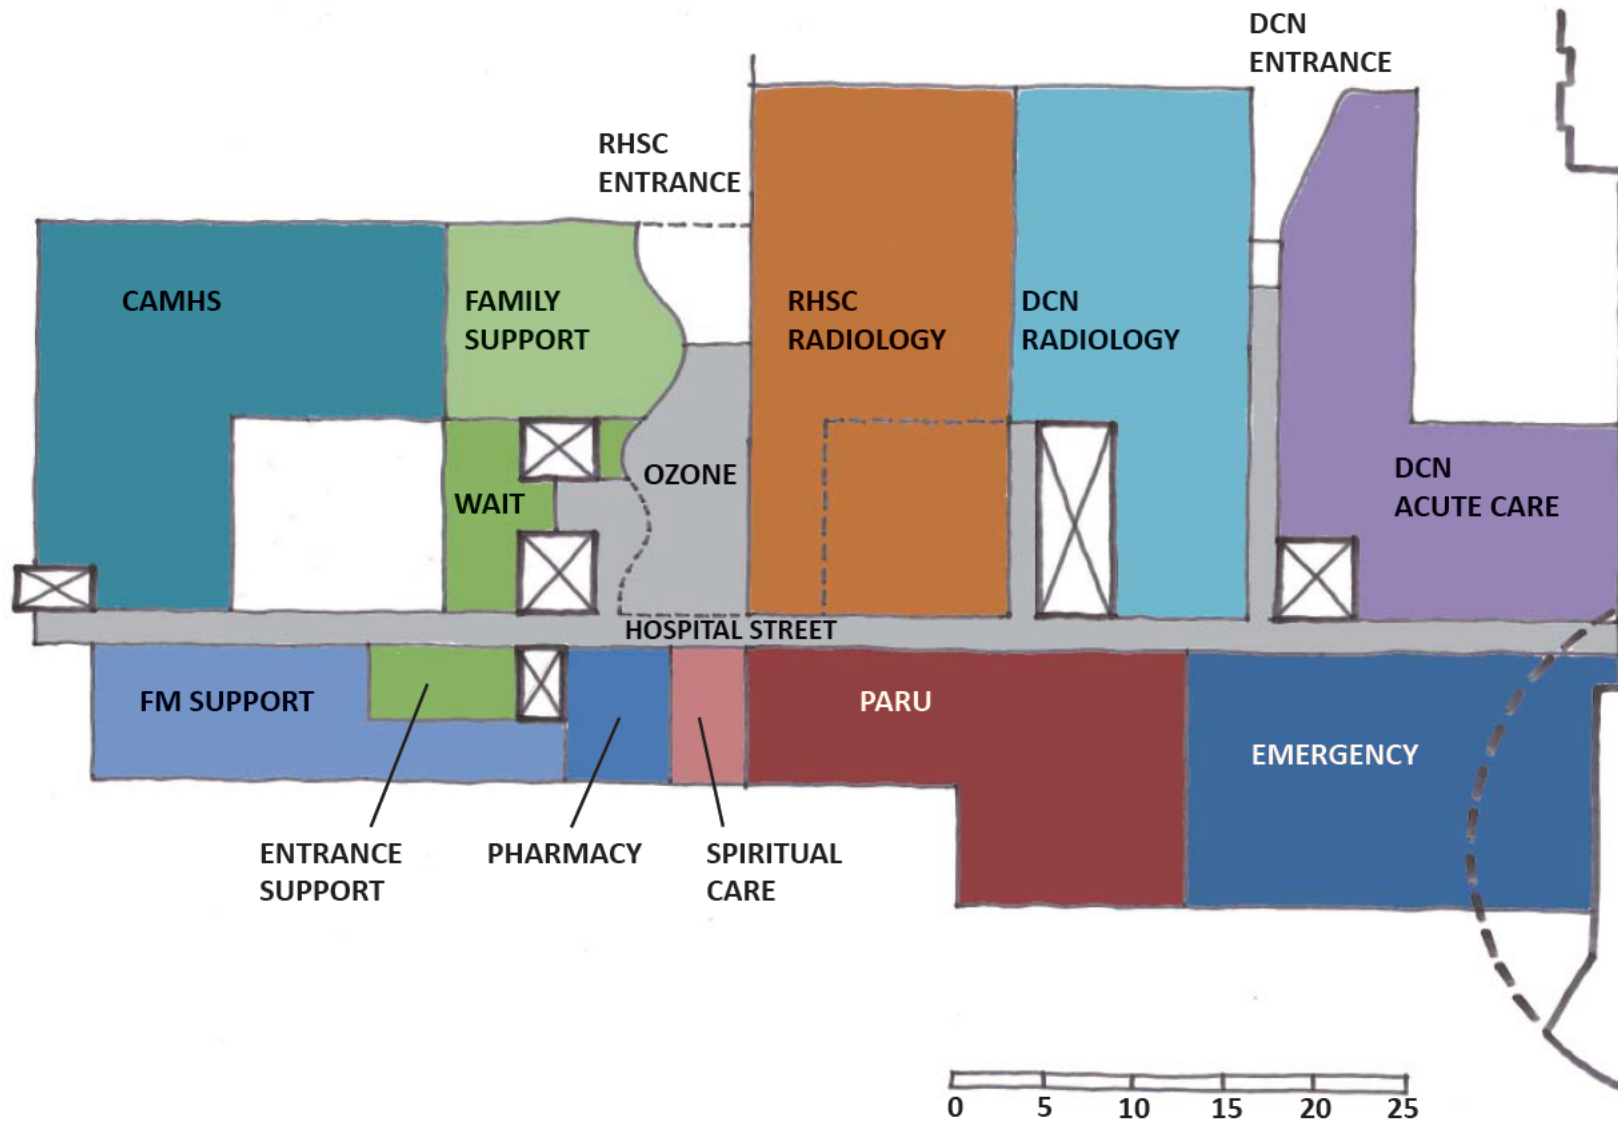 DCN
ENTRANCE
RHSC
ENTRANCE
CAMHS
FAMILY
SUPPORT
RHSC
RADIOLOGY
DCN
RADIOLOGY
WAIT
OZONE
DCN
ACUTE CARE
HOSPITAL STREET
FM SUPPORT
PARU
EMERGENCY
ENTRANCE
SUPPORT
PHARMACY
SPIRITUAL
CARE
0 5 10 15 20 25